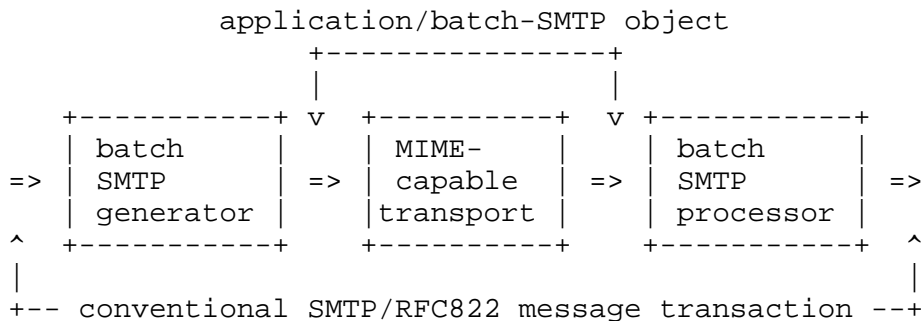 application/batch-SMTP object
+----------------+
|                |
+-----------+ v +----------+ v +-----------+
| batch     |   | MIME-    |   | batch     |
=> | SMTP      | => | capable  | => | SMTP      | =>
| generator |   |transport |   | processor |
^ +-----------+   +----------+   +-----------+ ^
|                                              |
+-- conventional SMTP/RFC822 message transaction --+